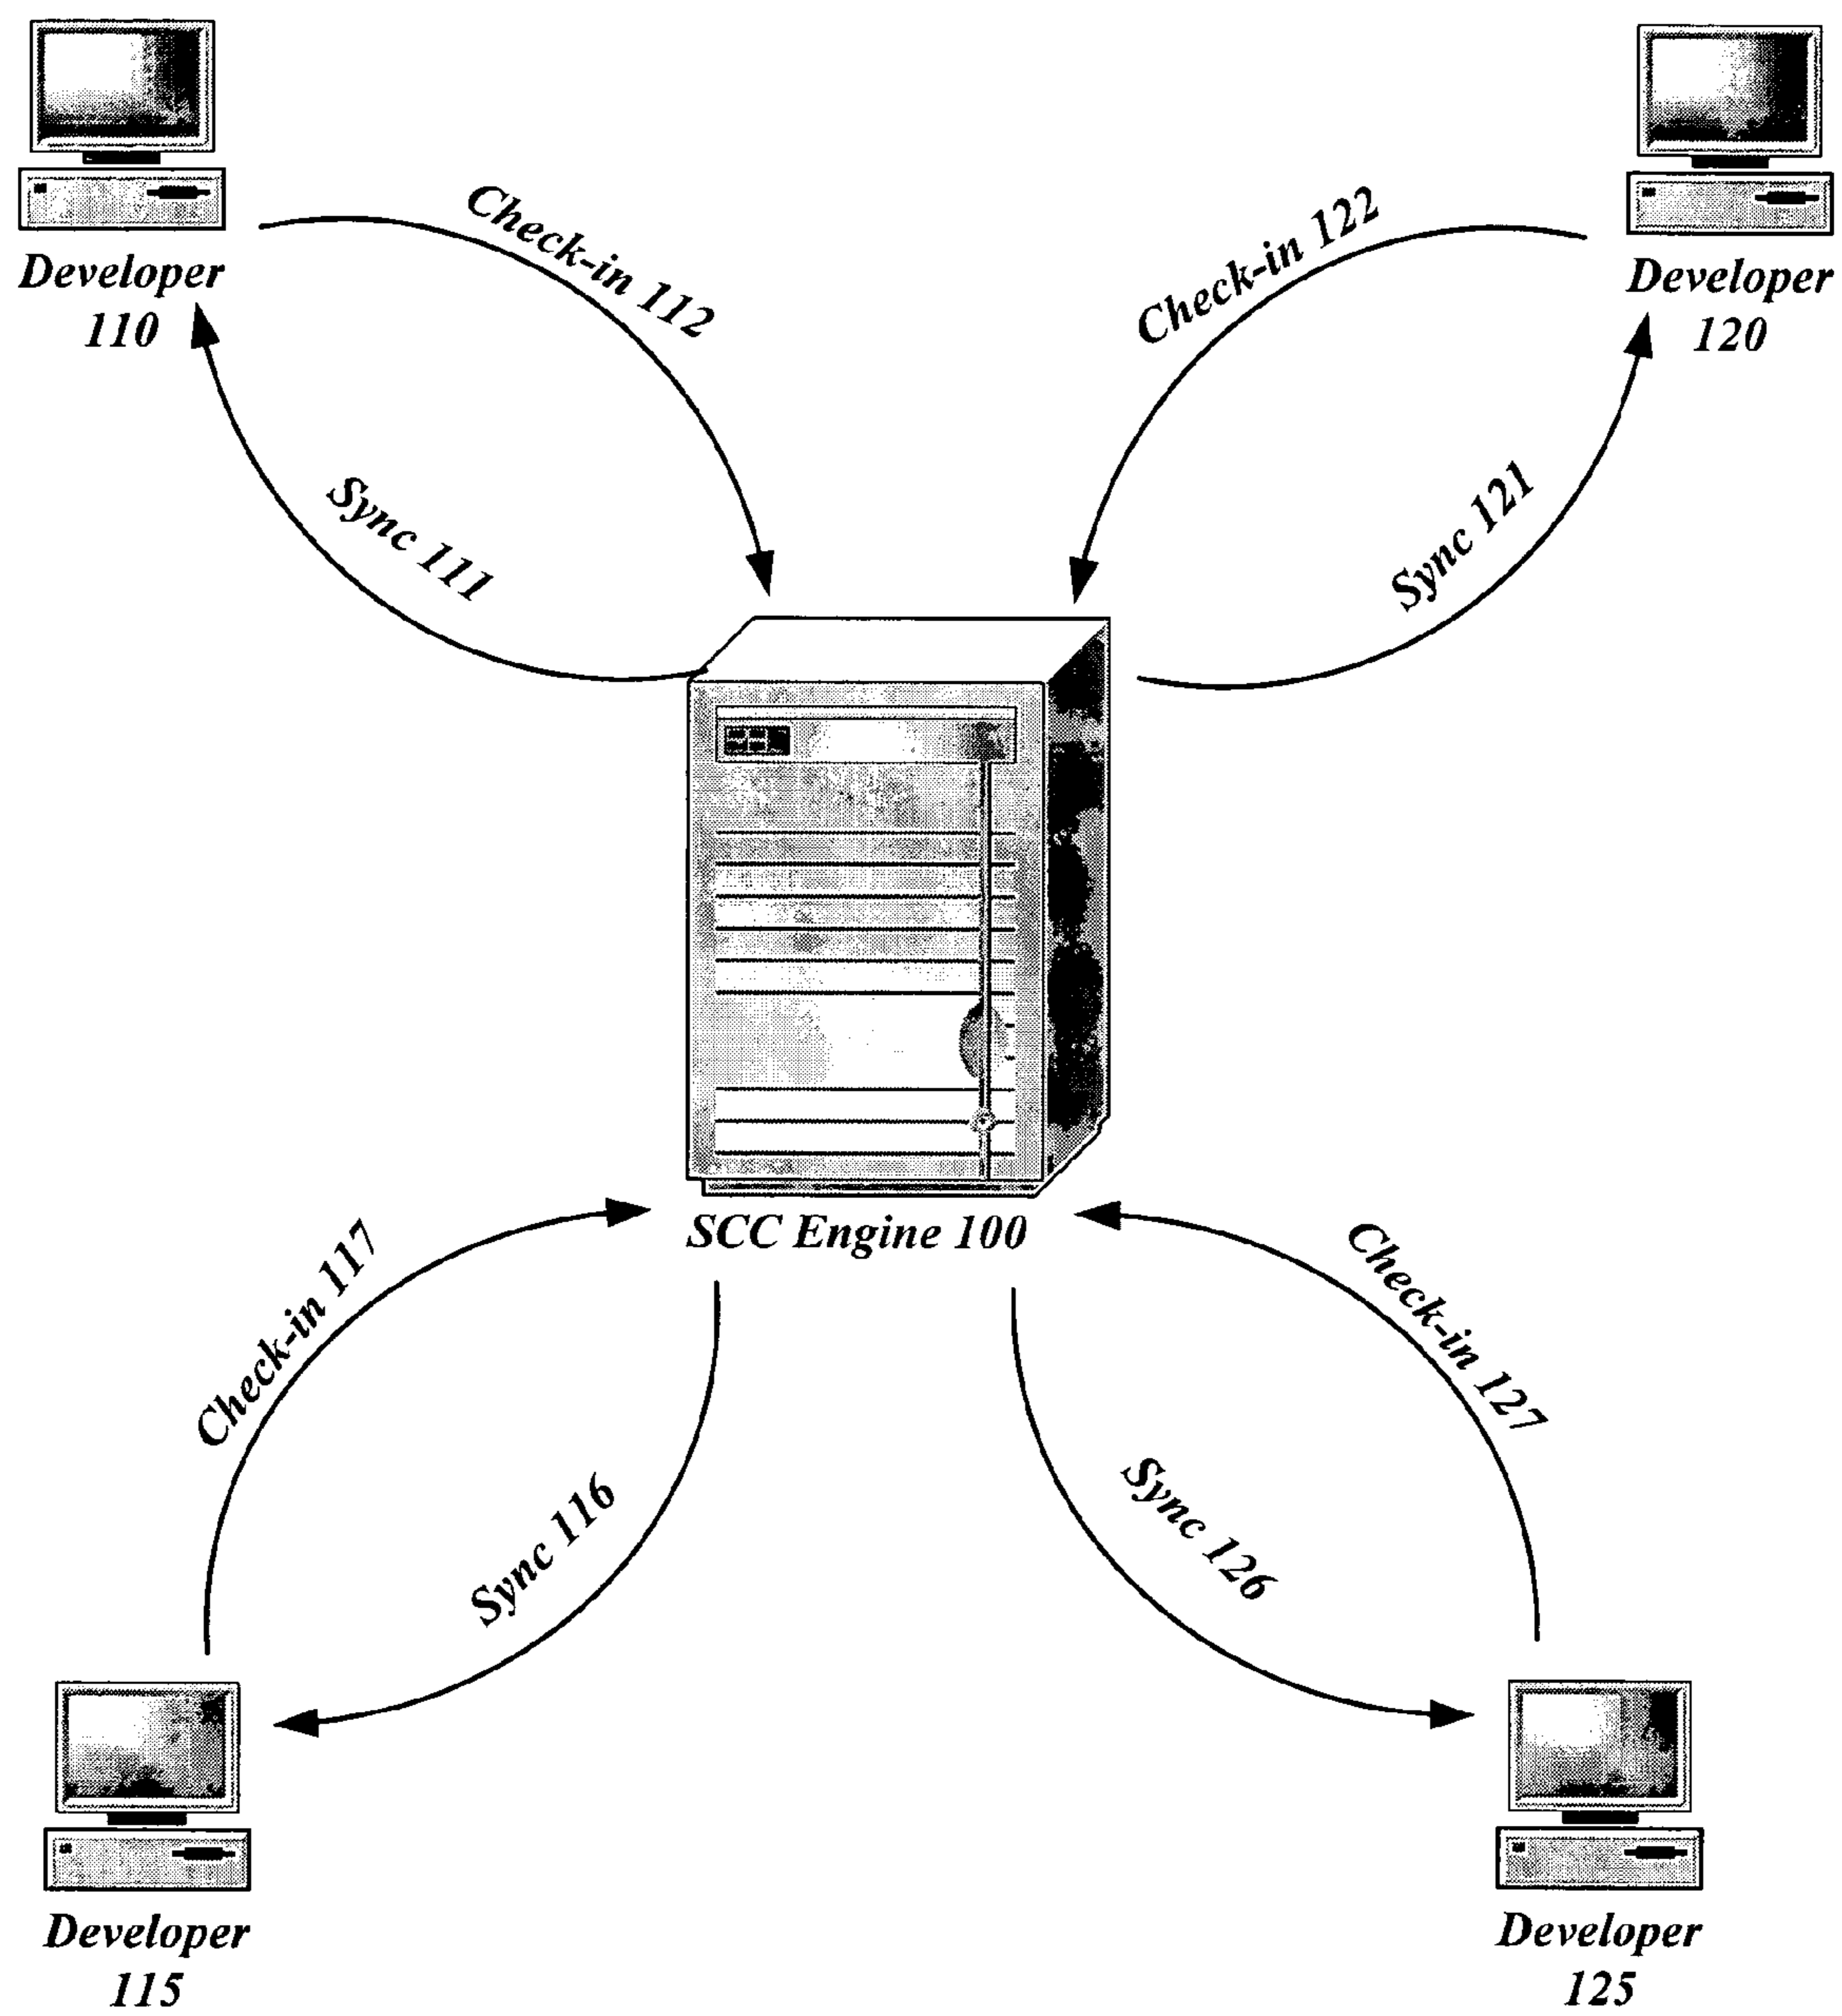 Developer
110
Check-in 112
Sync 111
Developer
120
Check-in 122
Sync 121
SCC Engine 100
Check-in 117
Sync 116
Check-in 127
Sync 126
Developer
115
Developer
125